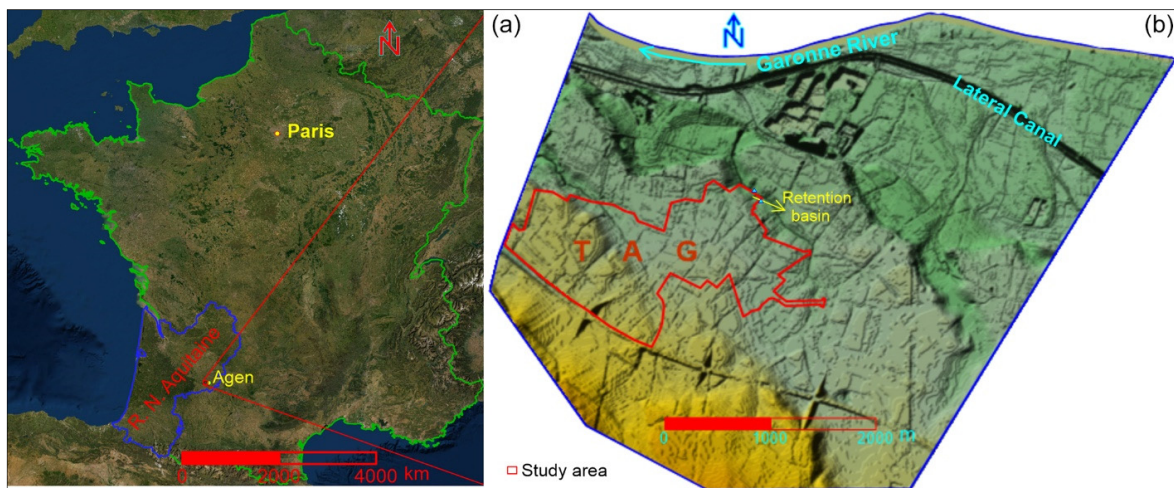 (a)
N
Paris
R. N. Aquitaine
Agen
0 2000 4000 km
(b)
N
Garonne River
Lateral Canal
Retention
basin
T A G
0 1000 2000 m
Study area